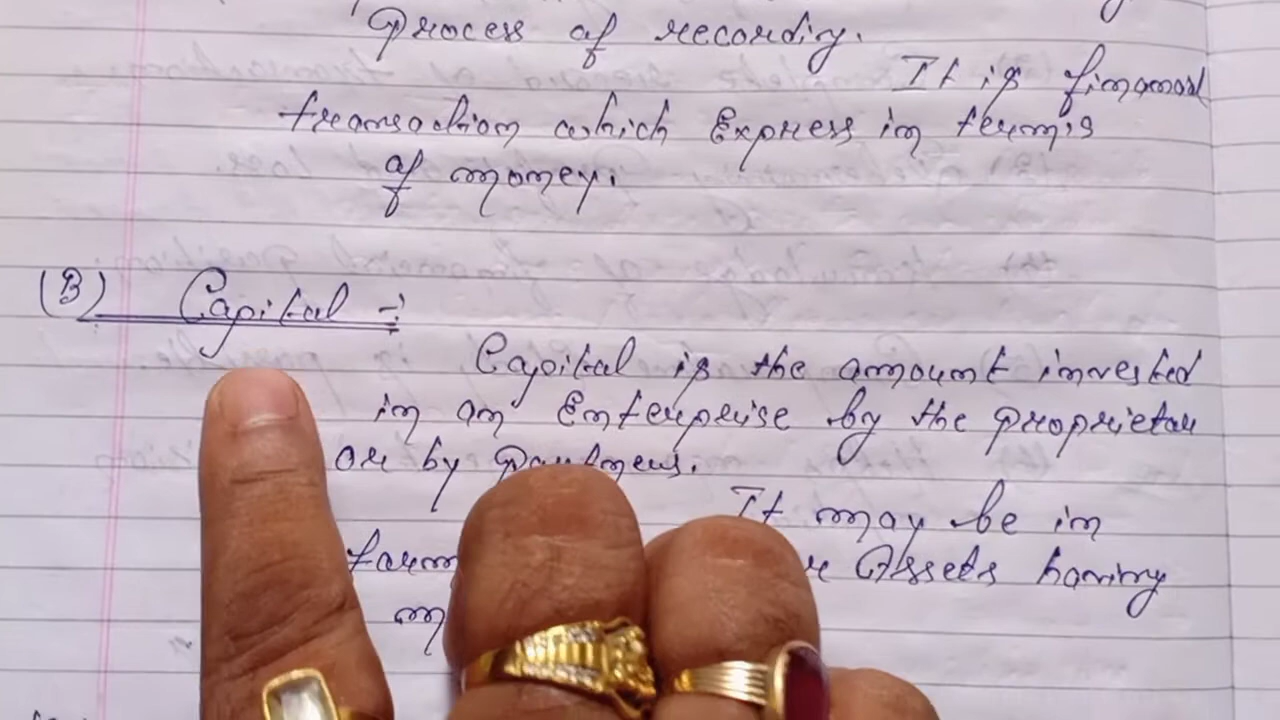 Process of recording.
It is financial
transaction which Express in terms
of money.
(B) Capital -:
Capital is the amount invested
in an Enterprise by the proprietor
or by Partners.
It may be in
form
Assets having